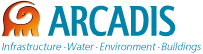 ARCADIS
Infrastructure · Water · Environment · Buildings